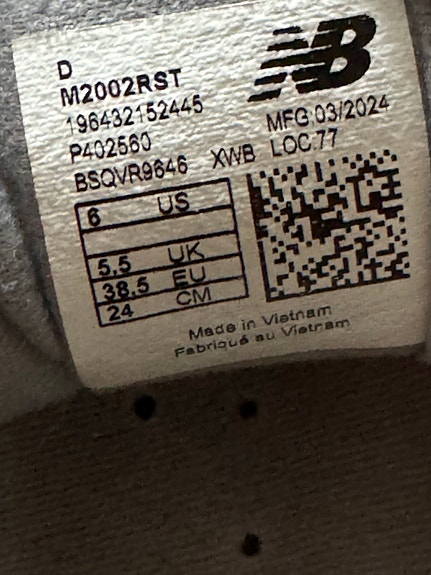 D
NB
M2002RST
196432152445
MFG:03/2024
P402560
LOC:77
BSQVR9646 XWB
6 US
5.5 UK
38.5 EU
24 CM
Made in Vietnam
Fabriqué au Vietnam